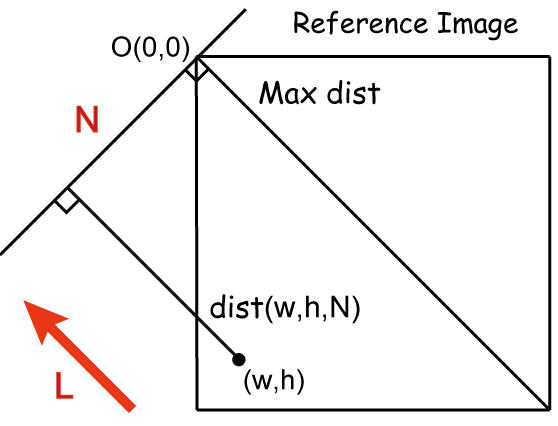 Reference Image
O(0,0)
Max dist
N
dist(w,h,N)
(w,h)
L